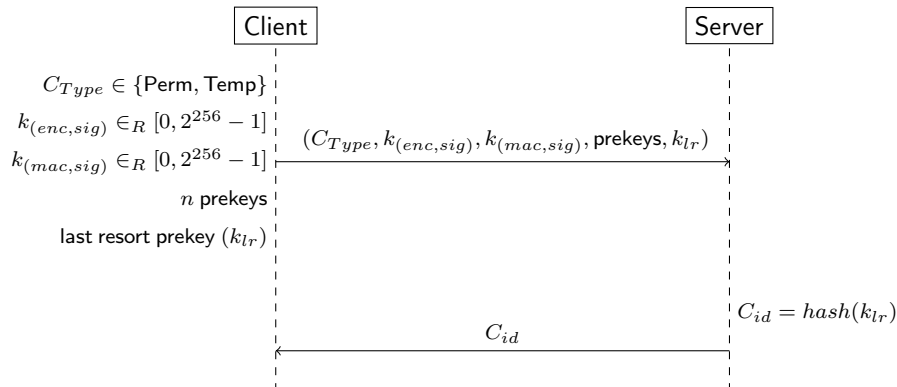 Client Server
C_{Type} ∈ {Perm, Temp}
k_{(enc,sig)} ∈_R [0, 2^{256} − 1]
(C_{Type}, k_{(enc,sig)}, k_{(mac,sig)}, prekeys, k_{lr})
k_{(mac,sig)} ∈_R [0, 2^{256} − 1]
n prekeys
last resort prekey (k_{lr})
C_{id} = hash(k_{lr})
C_{id}